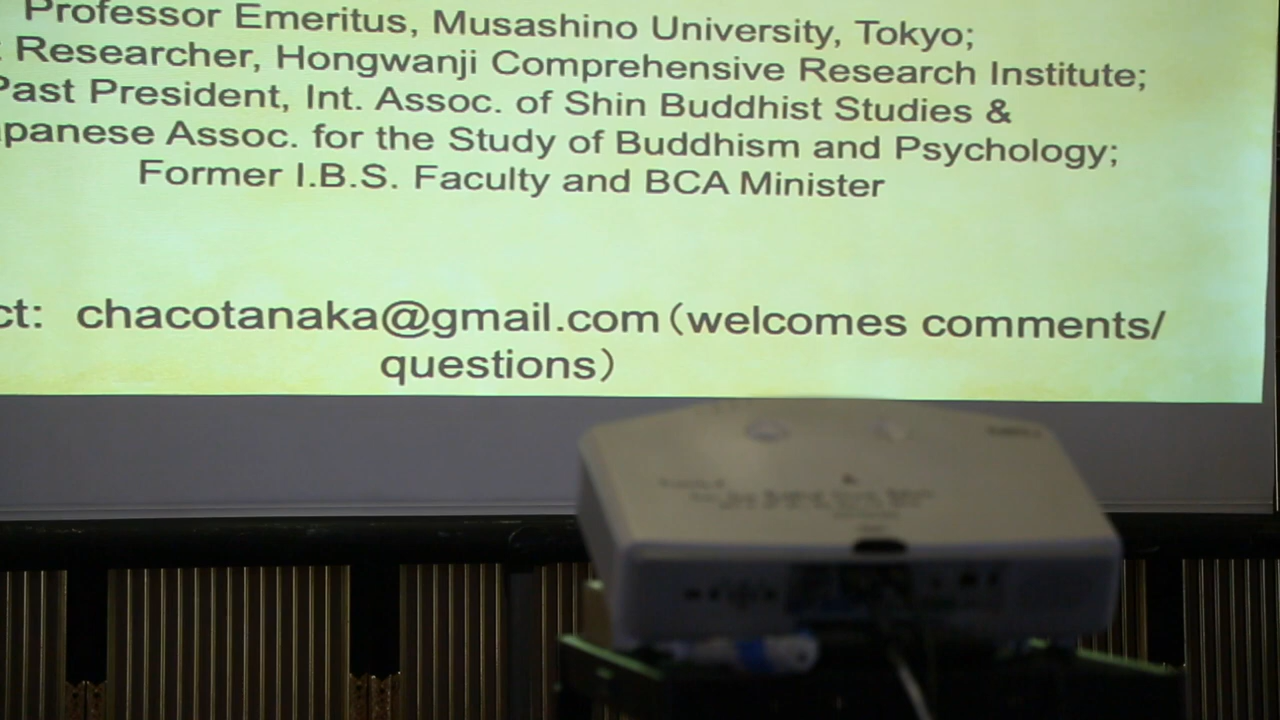 Professor Emeritus, Musashino University, Tokyo;
Researcher, Hongwanji Comprehensive Research Institute;
Past President, Int. Assoc. of Shin Buddhist Studies &
panese Assoc. for the Study of Buddhism and Psychology;
Former I.B.S. Faculty and BCA Minister
ct: chacotanaka@gmail.com（welcomes comments/
questions）